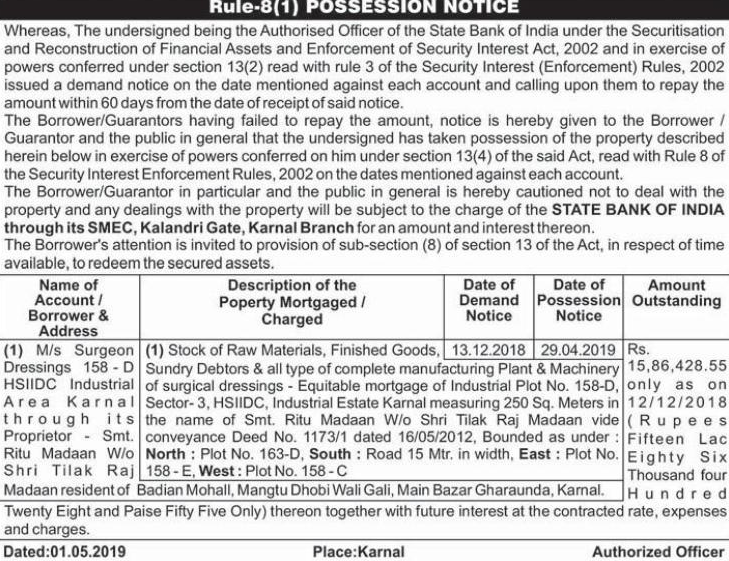 Rule-8(1) POSSESSION NOTICE
Whereas, The undersigned being the Authorised Officer of the State Bank of India under the Securitisation
and Reconstruction of Financial Assets and Enforcement of Security Interest Act, 2002 and in exercise of
powers conferred under section 13(2) read with rule 3 of the Security Interest (Enforcement) Rules, 2002
issued a demand notice on the date mentioned against each account and calling upon them to repay the
amount within 60 days from the date of receipt of said notice.
The Borrower/Guarantors having failed to repay the amount, notice is hereby given to the Borrower /
Guarantor and the public in general that the undersigned has taken possession of the property described
herein below in exercise of powers conferred on him under section 13(4) of the said Act, read with Rule 8 of
the Security Interest Enforcement Rules, 2002 on the dates mentioned against each account.
The Borrower/Guarantor in particular and the public in general is hereby cautioned not to deal with the
property and any dealings with the property will be subject to the charge of the STATE BANK OF INDIA
through its SMEC, Kalandri Gate, Karnal Branch for an amount and interest thereon.
The Borrower's attention is invited to provision of sub-section (8) of section 13 of the Act, in respect of time
available, to redeem the secured assets.
Name of
Account /
Borrower &
Address
Description of the
Poperty Mortgaged /
Charged
Date of
Demand
Notice
Date of
Possession
Notice
Amount
Outstanding
(1) M/s Surgeon
Dressings 158 - D
HSIIDC Industrial
Area Karnal
through its
Proprietor - Smt.
Ritu Madaan W/o
Shri Tilak Raj
(1) Stock of Raw Materials, Finished Goods,
13.12.2018
29.04.2019
Sundry Debtors & all type of complete manufacturing Plant & Machinery
of surgical dressings - Equitable mortgage of Industrial Plot No. 158-D,
Sector- 3, HSIIDC, Industrial Estate Karnal measuring 250 Sq. Meters in
the name of Smt. Ritu Madaan W/o Shri Tilak Raj Madaan vide
conveyance Deed No. 1173/1 dated 16/05/2012, Bounded as under :
North : Plot No. 163-D, South : Road 15 Mtr. in width, East : Plot No.
158 - E, West : Plot No. 158 - C
Madaan resident of Badian Mohall, Mangtu Dhobi Wali Gali, Main Bazar Gharaunda, Karnal.
Rs.
15,86,428.55
only as on
12/12/2018
(Rupees
Fifteen Lac
Eighty Six
Thousand four
Hundred
Twenty Eight and Paise Fifty Five Only) thereon together with future interest at the contracted rate, expenses
and charges.
Dated:01.05.2019 Place:Karnal Authorized Officer